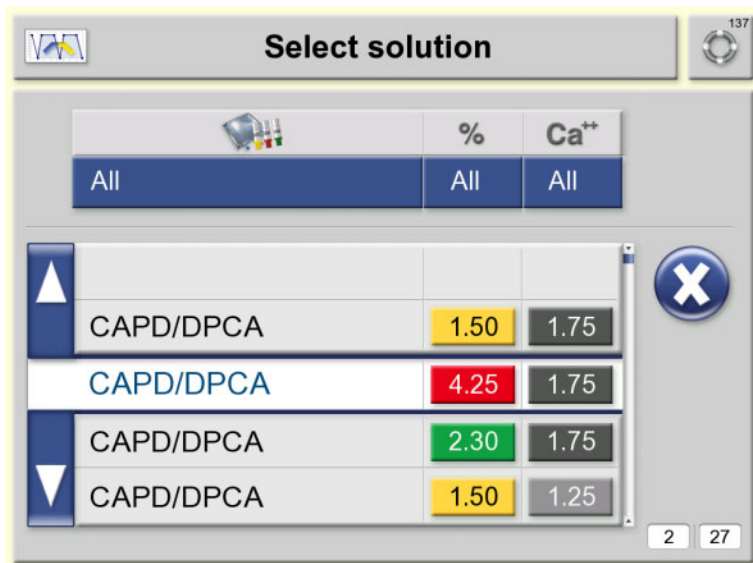 Select solution
137
% Ca++
All All All
CAPD/DPCA 1.50 1.75
CAPD/DPCA 4.25 1.75
CAPD/DPCA 2.30 1.75
CAPD/DPCA 1.50 1.25
2 27